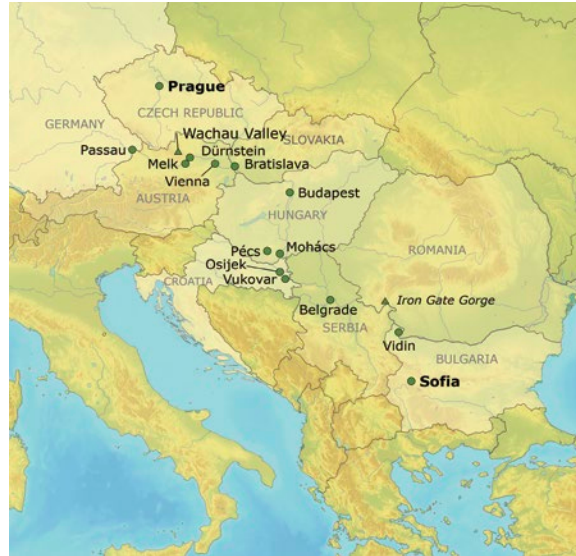 Prague
CZECH REPUBLIC
GERMANY
Wachau Valley
SLOVAKIA
Passau
Dürnstein
Melk
Bratislava
Vienna
AUSTRIA
Budapest
HUNGARY
Pécs
Mohács
ROMANIA
Osijek
CROATIA
Vukovar
Iron Gate Gorge
Belgrade
SERBIA
Vidin
BULGARIA
Sofia